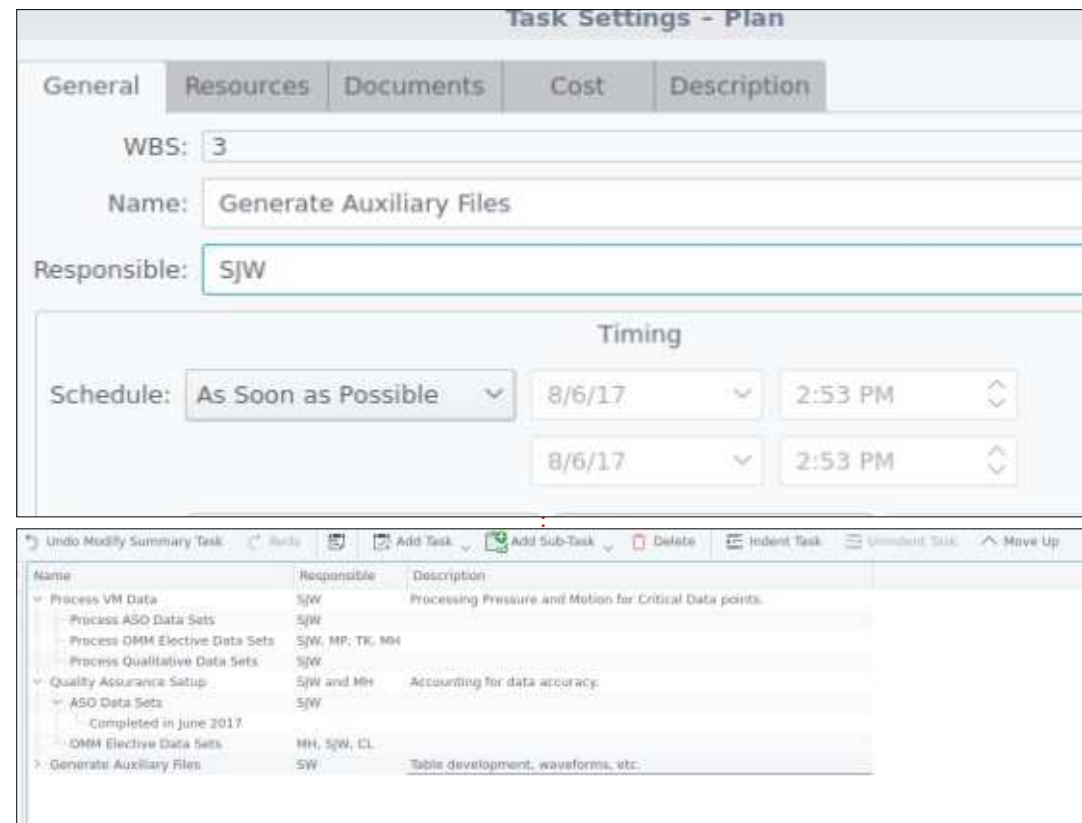 Task Settings - Plan
General Resources Documents Cost Description
WBS: 3
Name: Generate Auxiliary Files
Responsible: SJW
Timing
Schedule: As Soon as Possible 8/6/17 2:53 PM
8/6/17 2:53 PM
Undo Modify Summary Task Redo Add Task Add Sub-Task Delete Indent Task Unindent Task Move Up
Name Responsible Description
Process VM Data SJW Processing Pressure and Motion for Critical Data points.
Process ASO Data Sets SJW
Process OMM Elective Data Sets SJW, MP, TK, MH
Process Qualitative Data Sets SJW
Quality Assurance Setup SJW and MH Accounting for data accuracy.
ASO Data Sets SJW
Completed in June 2017
OMM Elective Data Sets MH, SJW, CL
Generate Auxiliary Files SW Table development, waveforms, etc.